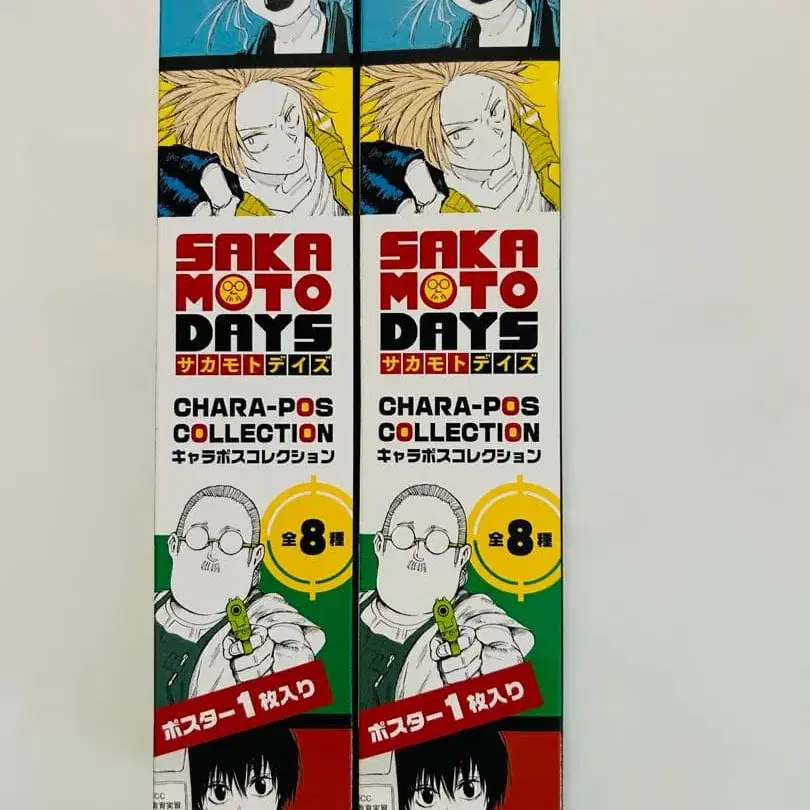 SAKA
MOTO
DAYS
サカモトデイズ
CHARA-POS
COLLECTION
キャラポスコレクション
全8種
ポスター1枚入り
SAKA
MOTO
DAYS
サカモトデイズ
CHARA-POS
COLLECTION
キャラポスコレクション
全8種
ポスター1枚入り